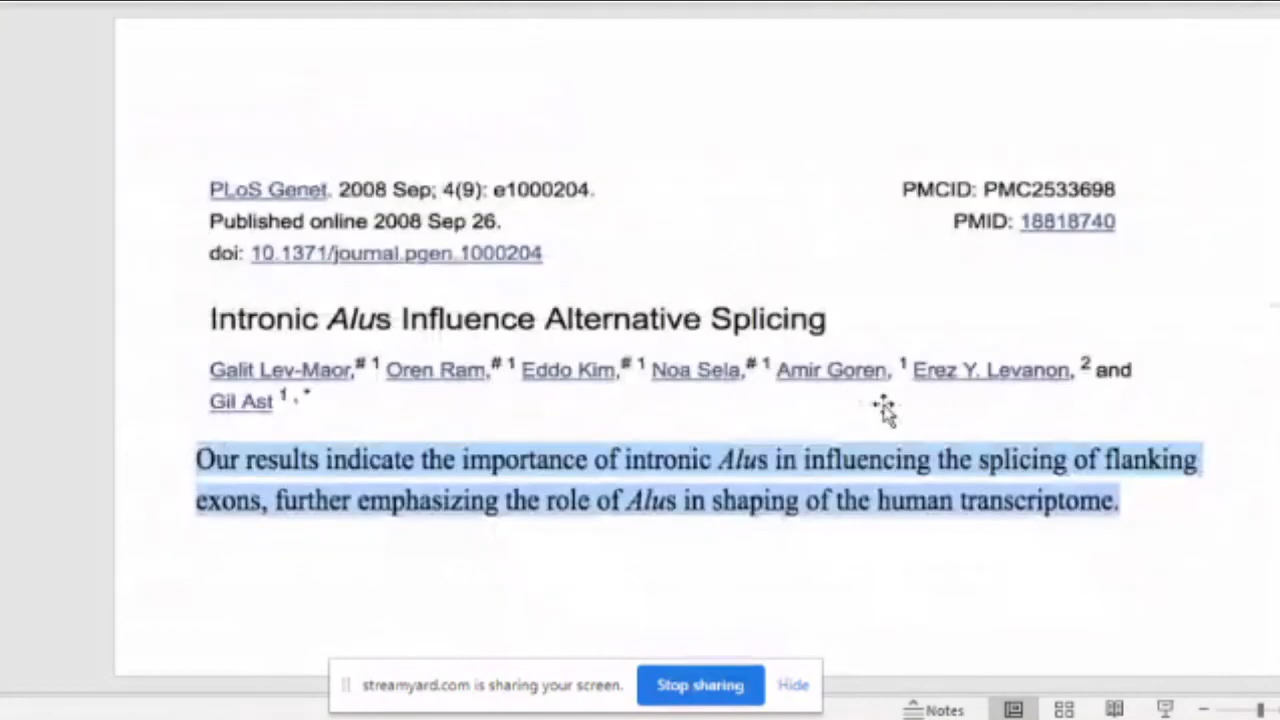 PLoS Genet. 2008 Sep; 4(9): e1000204.
PMCID: PMC2533698
Published online 2008 Sep 26.
PMID: 18818740
doi: 10.1371/journal.pgen.1000204
Intronic Alus Influence Alternative Splicing
Galit Lev-Maor,# 1 Oren Ram,# 1 Eddo Kim,# 1 Noa Sela,# 1 Amir Goren, 1 Erez Y. Levanon, 2 and
Gil Ast 1 , *
Our results indicate the importance of intronic Alus in influencing the splicing of flanking
exons, further emphasizing the role of Alus in shaping of the human transcriptome.
streamyard.com is sharing your screen.
Stop sharing
Hide
Notes